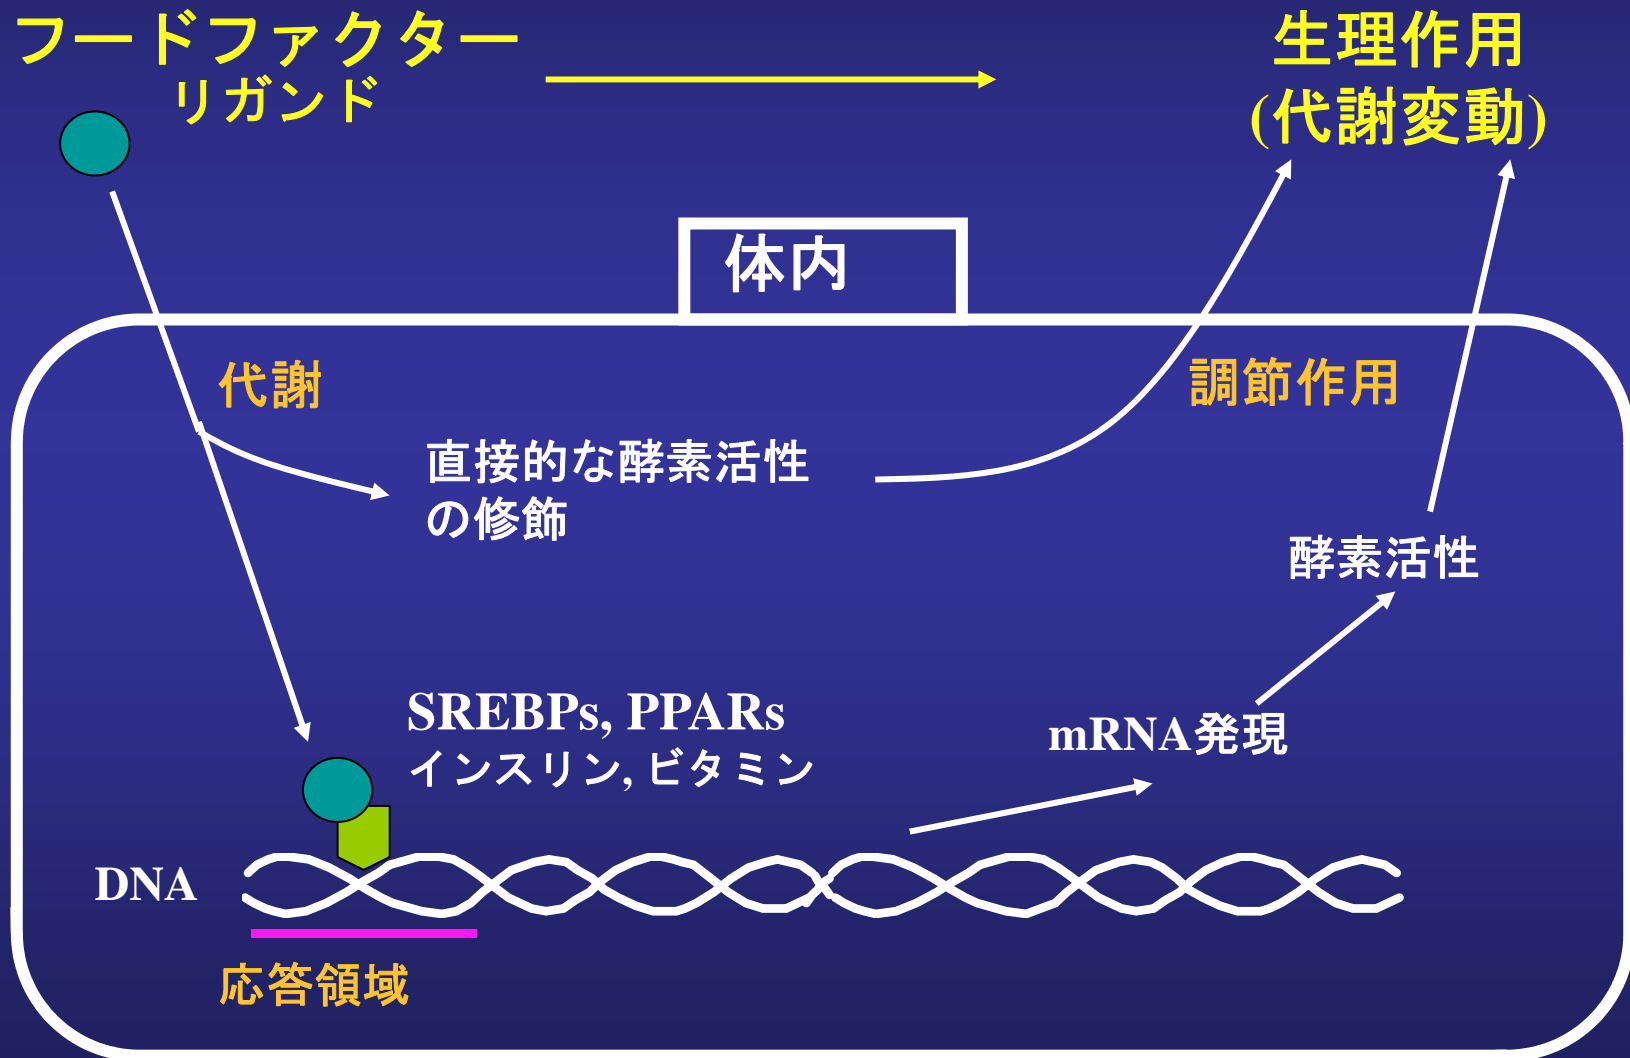 フードファクター
リガンド
生理作用
(代謝変動)
体内
代謝
調節作用
直接的な酵素活性
の修飾
酵素活性
SREBPs, PPARs
インスリン, ビタミン
mRNA発現
DNA
応答領域